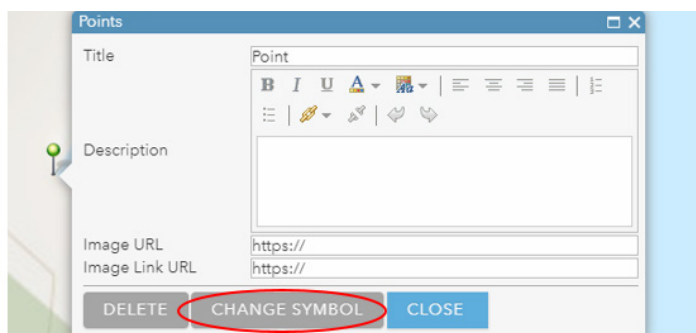 Points
Title Point
B I U A
Description
Image URL https://
Image Link URL https://
DELETE CHANGE SYMBOL CLOSE